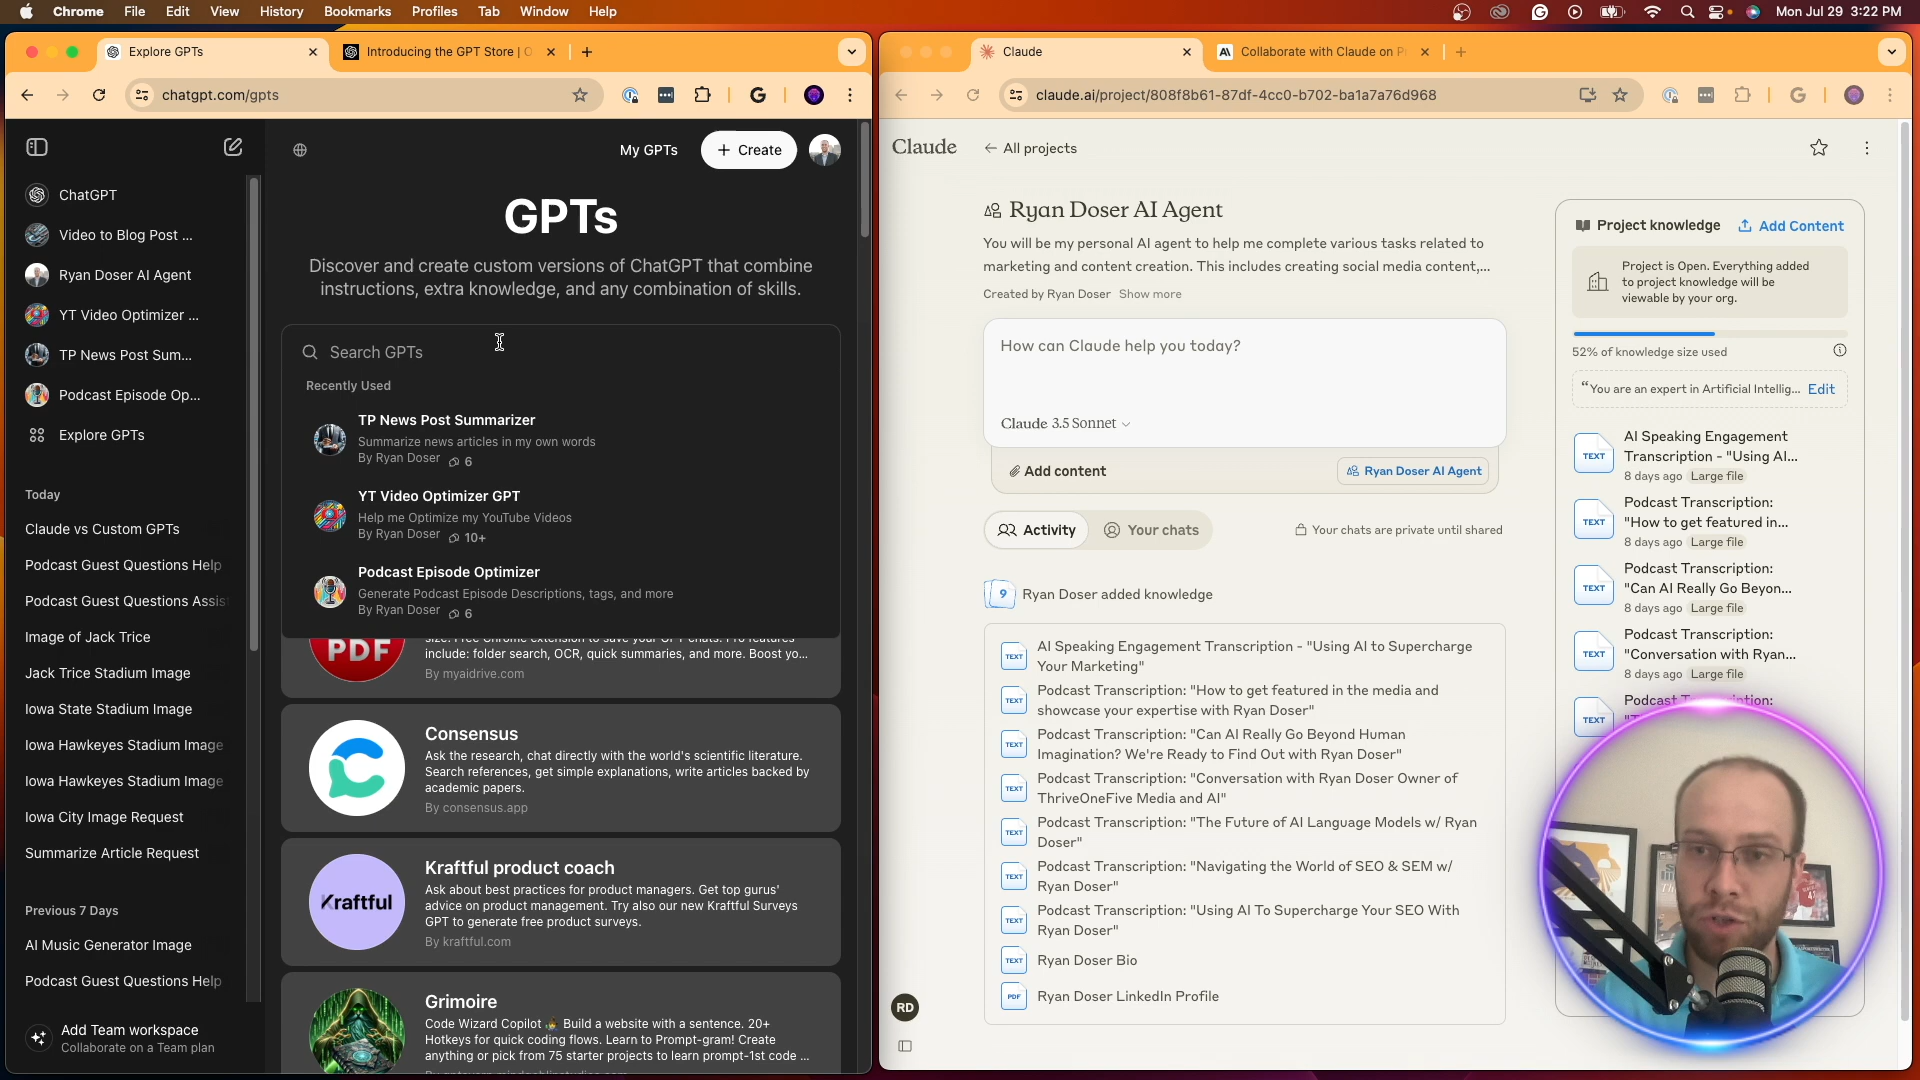 Chrome File Edit View History Bookmarks Profiles Tab Window Help
Mon Jul 29 3:22 PM
Explore GPTs
Introducing the GPT Store | O
chatgpt.com/gpts
ChatGPT
Video to Blog Post ...
Ryan Doser AI Agent
YT Video Optimizer ...
TP News Post Sum...
Podcast Episode Op...
Explore GPTs
Today
Claude vs Custom GPTs
Podcast Guest Questions Help
Podcast Guest Questions Assis
Image of Jack Trice
Jack Trice Stadium Image
Iowa State Stadium Image
Iowa Hawkeyes Stadium Image
Iowa Hawkeyes Stadium Image
Iowa City Image Request
Summarize Article Request
Previous 7 Days
AI Music Generator Image
Podcast Guest Questions Help
Add Team workspace
Collaborate on a Team plan
My GPTs
+ Create
GPTs
Discover and create custom versions of ChatGPT that combine
instructions, extra knowledge, and any combination of skills.
Search GPTs
Recently Used
TP News Post Summarizer
Summarize news articles in my own words
By Ryan Doser 6
YT Video Optimizer GPT
Help me Optimize my YouTube Videos
By Ryan Doser 10+
Podcast Episode Optimizer
Generate Podcast Episode Descriptions, tags, and more
By Ryan Doser 6
PDF
size. Free Chrome extension to save your GPT chats. Pro features
include: folder search, OCR, quick summaries, and more. Boost yo...
By myaidrive.com
Consensus
Ask the research, chat directly with the world's scientific literature.
Search references, get simple explanations, write articles backed by
academic papers.
By consensus.app
Kraftful
Kraftful product coach
Ask about best practices for product managers. Get top gurus'
advice on product management. Try also our new Kraftful Surveys
GPT to generate free product surveys.
By kraftful.com
Grimoire
Code Wizard Copilot 🧙 Build a website with a sentence. 20+
Hotkeys for quick coding flows. Learn to Prompt-gram! Create
anything or pick from 75 starter projects to learn prompt-1st code ...
Claude
Collaborate with Claude on P
claude.ai/project/808f8b61-87df-4cc0-b702-ba1a7a76d968
Claude
← All projects
Ryan Doser AI Agent
You will be my personal AI agent to help me complete various tasks related to
marketing and content creation. This includes creating social media content,...
Created by Ryan Doser Show more
How can Claude help you today?
Claude 3.5 Sonnet
Add content
Ryan Doser AI Agent
Activity
Your chats
Your chats are private until shared
9 Ryan Doser added knowledge
TEXT AI Speaking Engagement Transcription - "Using AI to Supercharge
Your Marketing"
TEXT Podcast Transcription: "How to get featured in the media and
showcase your expertise with Ryan Doser"
TEXT Podcast Transcription: "Can AI Really Go Beyond Human
Imagination? We're Ready to Find Out with Ryan Doser"
TEXT Podcast Transcription: "Conversation with Ryan Doser Owner of
ThriveOneFive Media and AI"
TEXT Podcast Transcription: "The Future of AI Language Models w/ Ryan
Doser"
TEXT Podcast Transcription: "Navigating the World of SEO & SEM w/
Ryan Doser"
TEXT Podcast Transcription: "Using AI To Supercharge Your SEO With
Ryan Doser"
TEXT Ryan Doser Bio
PDF Ryan Doser LinkedIn Profile
RD
Project knowledge
Add Content
Project is Open. Everything added
to project knowledge will be
viewable by your org.
52% of knowledge size used
“You are an expert in Artificial Intellig... Edit
TEXT
AI Speaking Engagement
Transcription - "Using AI...
8 days ago Large file
TEXT
Podcast Transcription:
"How to get featured in...
8 days ago Large file
TEXT
Podcast Transcription:
"Can AI Really Go Beyon...
8 days ago Large file
TEXT
Podcast Transcription:
"Conversation with Ryan...
8 days ago Large file
TEXT